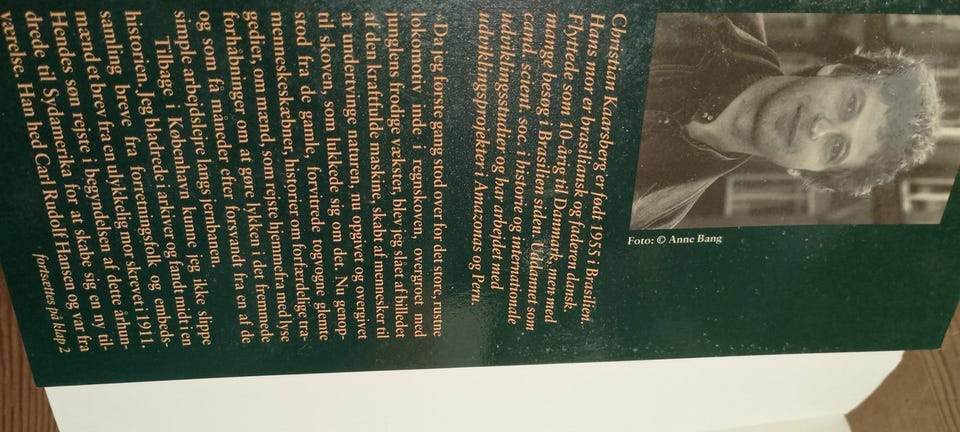 Foto: © Anne Bang
Christian Kaarsberg er født 1955 i Brasilien.
Hans mor er brasiliansk og faderen dansk.
Flyttede som 10-årig til Danmark, men med
mange besøg i Brasilien siden. Uddannet som
cand. scient. soc. i historie og internationale
udviklingsstudier og har arbejdet med
udviklingsprojekter i Amazonas og Peru.
»Da jeg første gang stod over for det store, rustne
lokomotiv inde i regnskoven, overgroet med
junglens frodige vækster, blev jeg slået af billedet
af den kraftfulde maskine, skabt af mennesket til
at undertvinge naturen, nu opgivet og overgivet
til skoven, som lukkede sig om det. Nu genop-
stod fra de gamle, forvitrede togvogne glemte
menneskeskæbner, historier om forfærdelige tra-
gedier, om mænd, som rejste hjemmefra med lyse
forhåbninger om at gøre lykken i det fremmede
og som få måneder efter forsvandt fra en af de
simple arbejdslejre langs jernbanen.
Tilbage i København kunne jeg ikke slippe
historien. Jeg bladrede i arkiver og fandt midt i en
samling breve fra forretningsfolk og embeds-
mænd et brev fra en ulykkelig mor skrevet i 1911.
Hendes søn rejste i begyndelsen af dette århun-
drede til Sydamerika for at skabe sig en ny til-
værelse. Han hed Carl Rudolf Hansen og var fra
fortsættes på klap 2